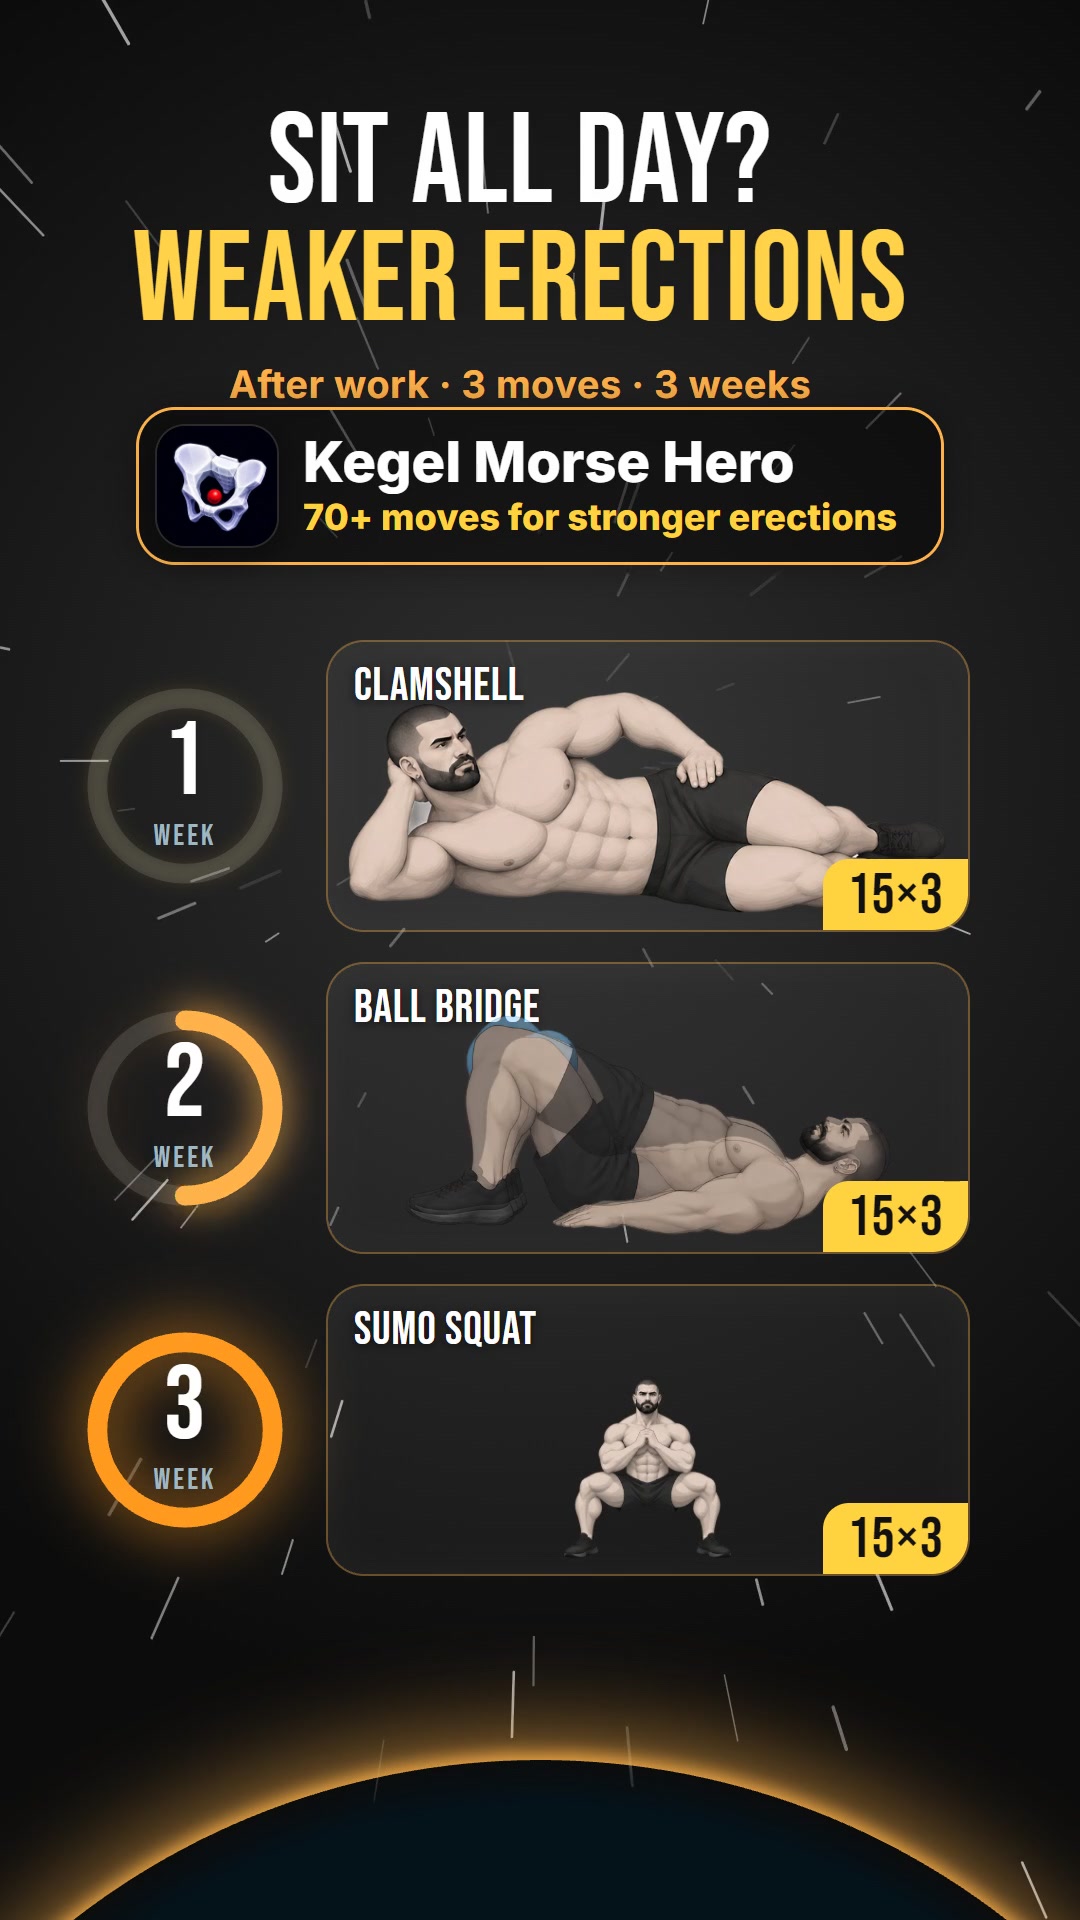 SIT ALL DAY?
WEAKER ERECTIONS
After work · 3 moves · 3 weeks
Kegel Morse Hero
70+ moves for stronger erections
1
WEEK
CLAMSHELL
15×3
2
WEEK
BALL BRIDGE
15×3
3
WEEK
SUMO SQUAT
15×3